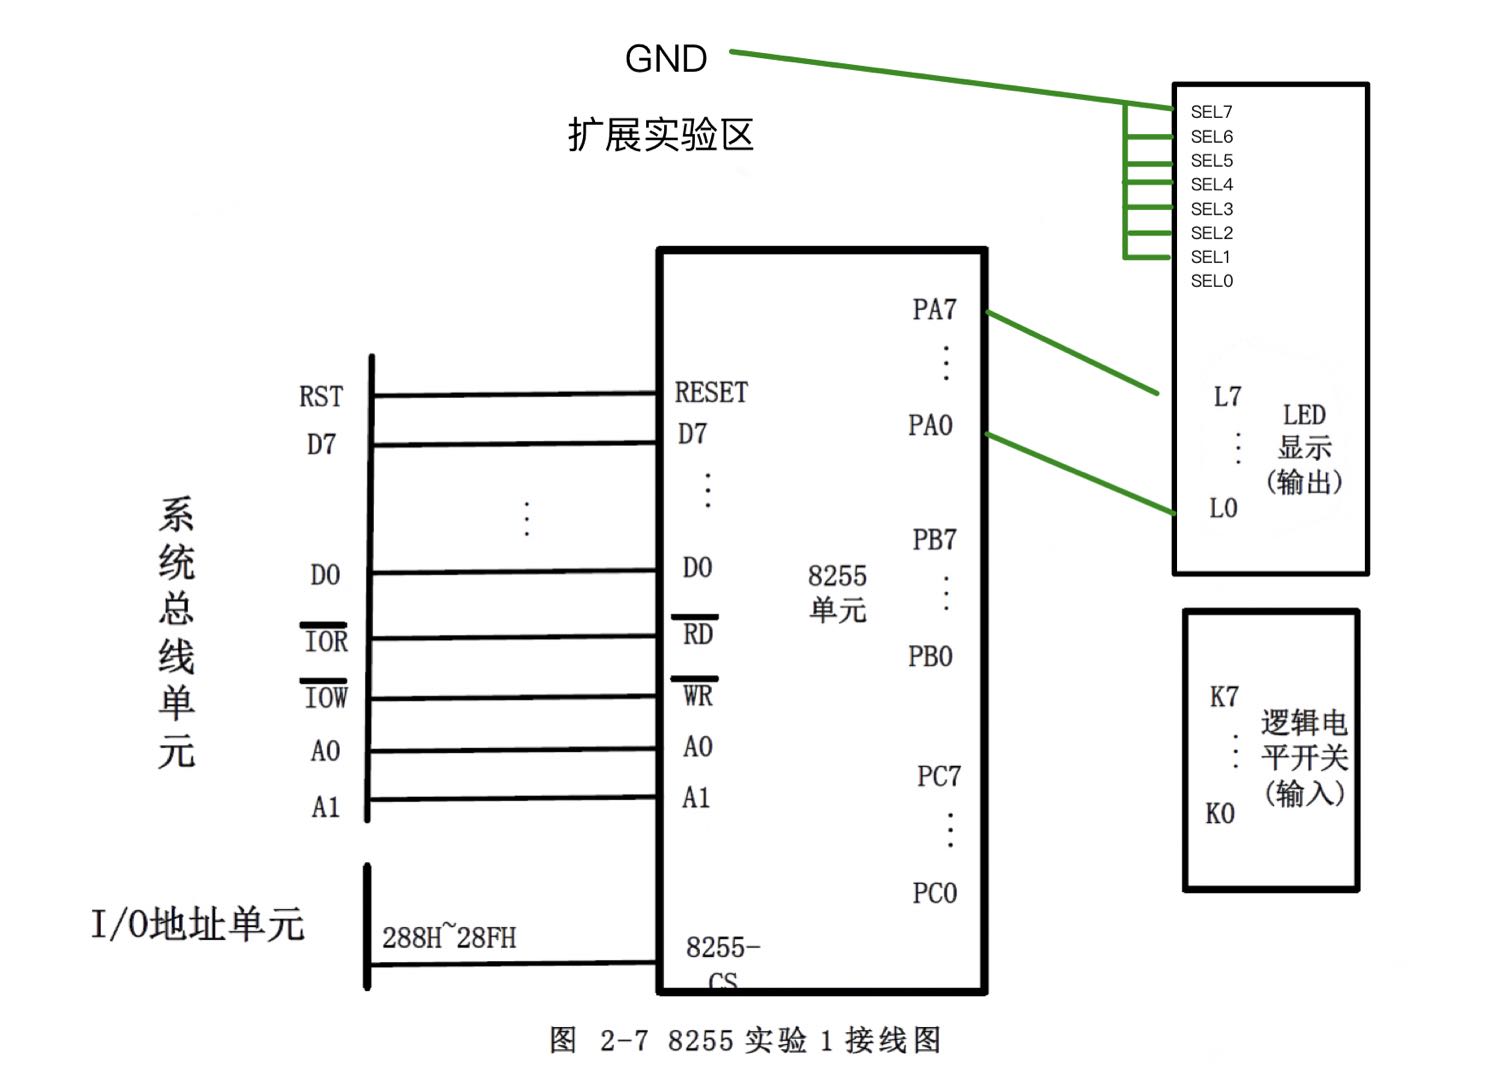 GND
扩展实验区
SEL7
SEL6
SEL5
SEL4
SEL3
SEL2
SEL1
SEL0
L7
⋮
L0
LED
显示
(输出)
K7
⋮
K0
逻辑电
平开关
(输入)
系统总线单元
RST
D7
⋮
D0
IOR
IOW
A0
A1
I/O地址单元
288H~28FH
RESET
D7
⋮
D0
RD
WR
A0
A1
8255-
CS
8255
单元
PA7
⋮
PA0
PB7
⋮
PB0
PC7
⋮
PC0
图 2-7 8255 实验 1 接线图